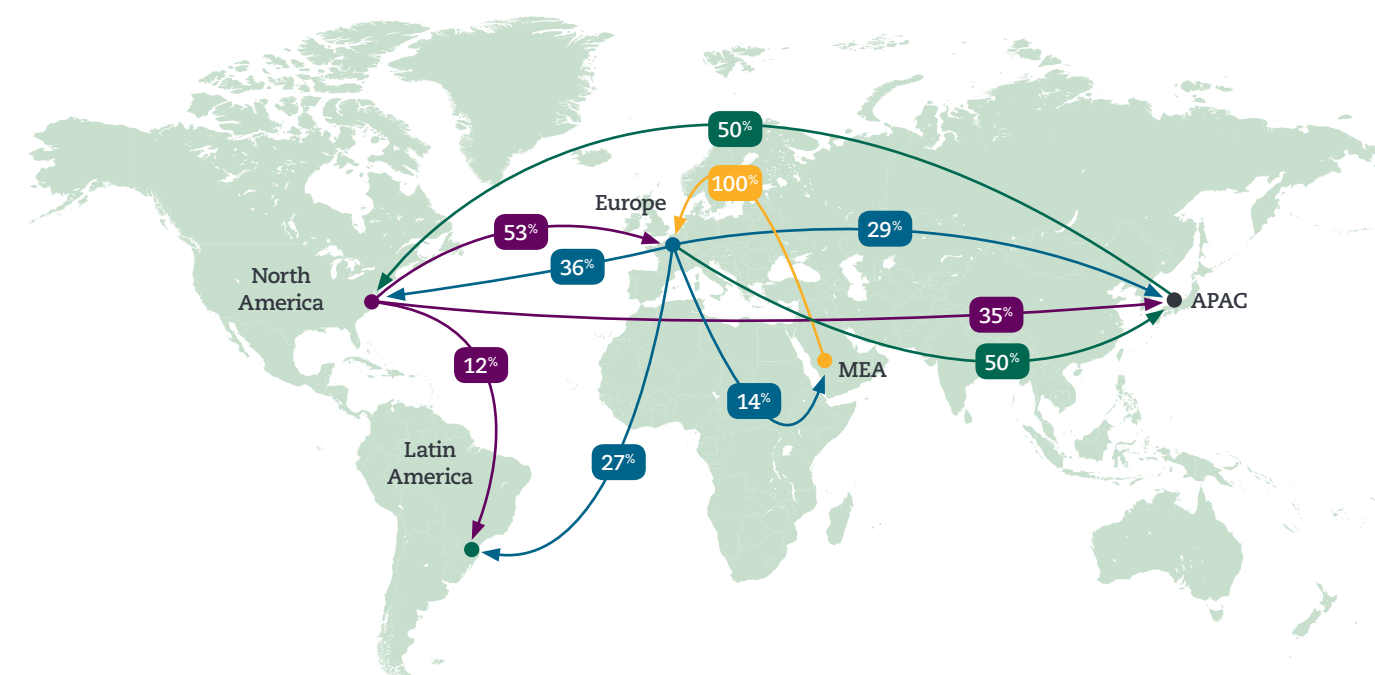 50%
100%
Europe
53%
29%
36%
North
America
APAC
35%
12%
50%
MEA
14%
Latin
America
27%